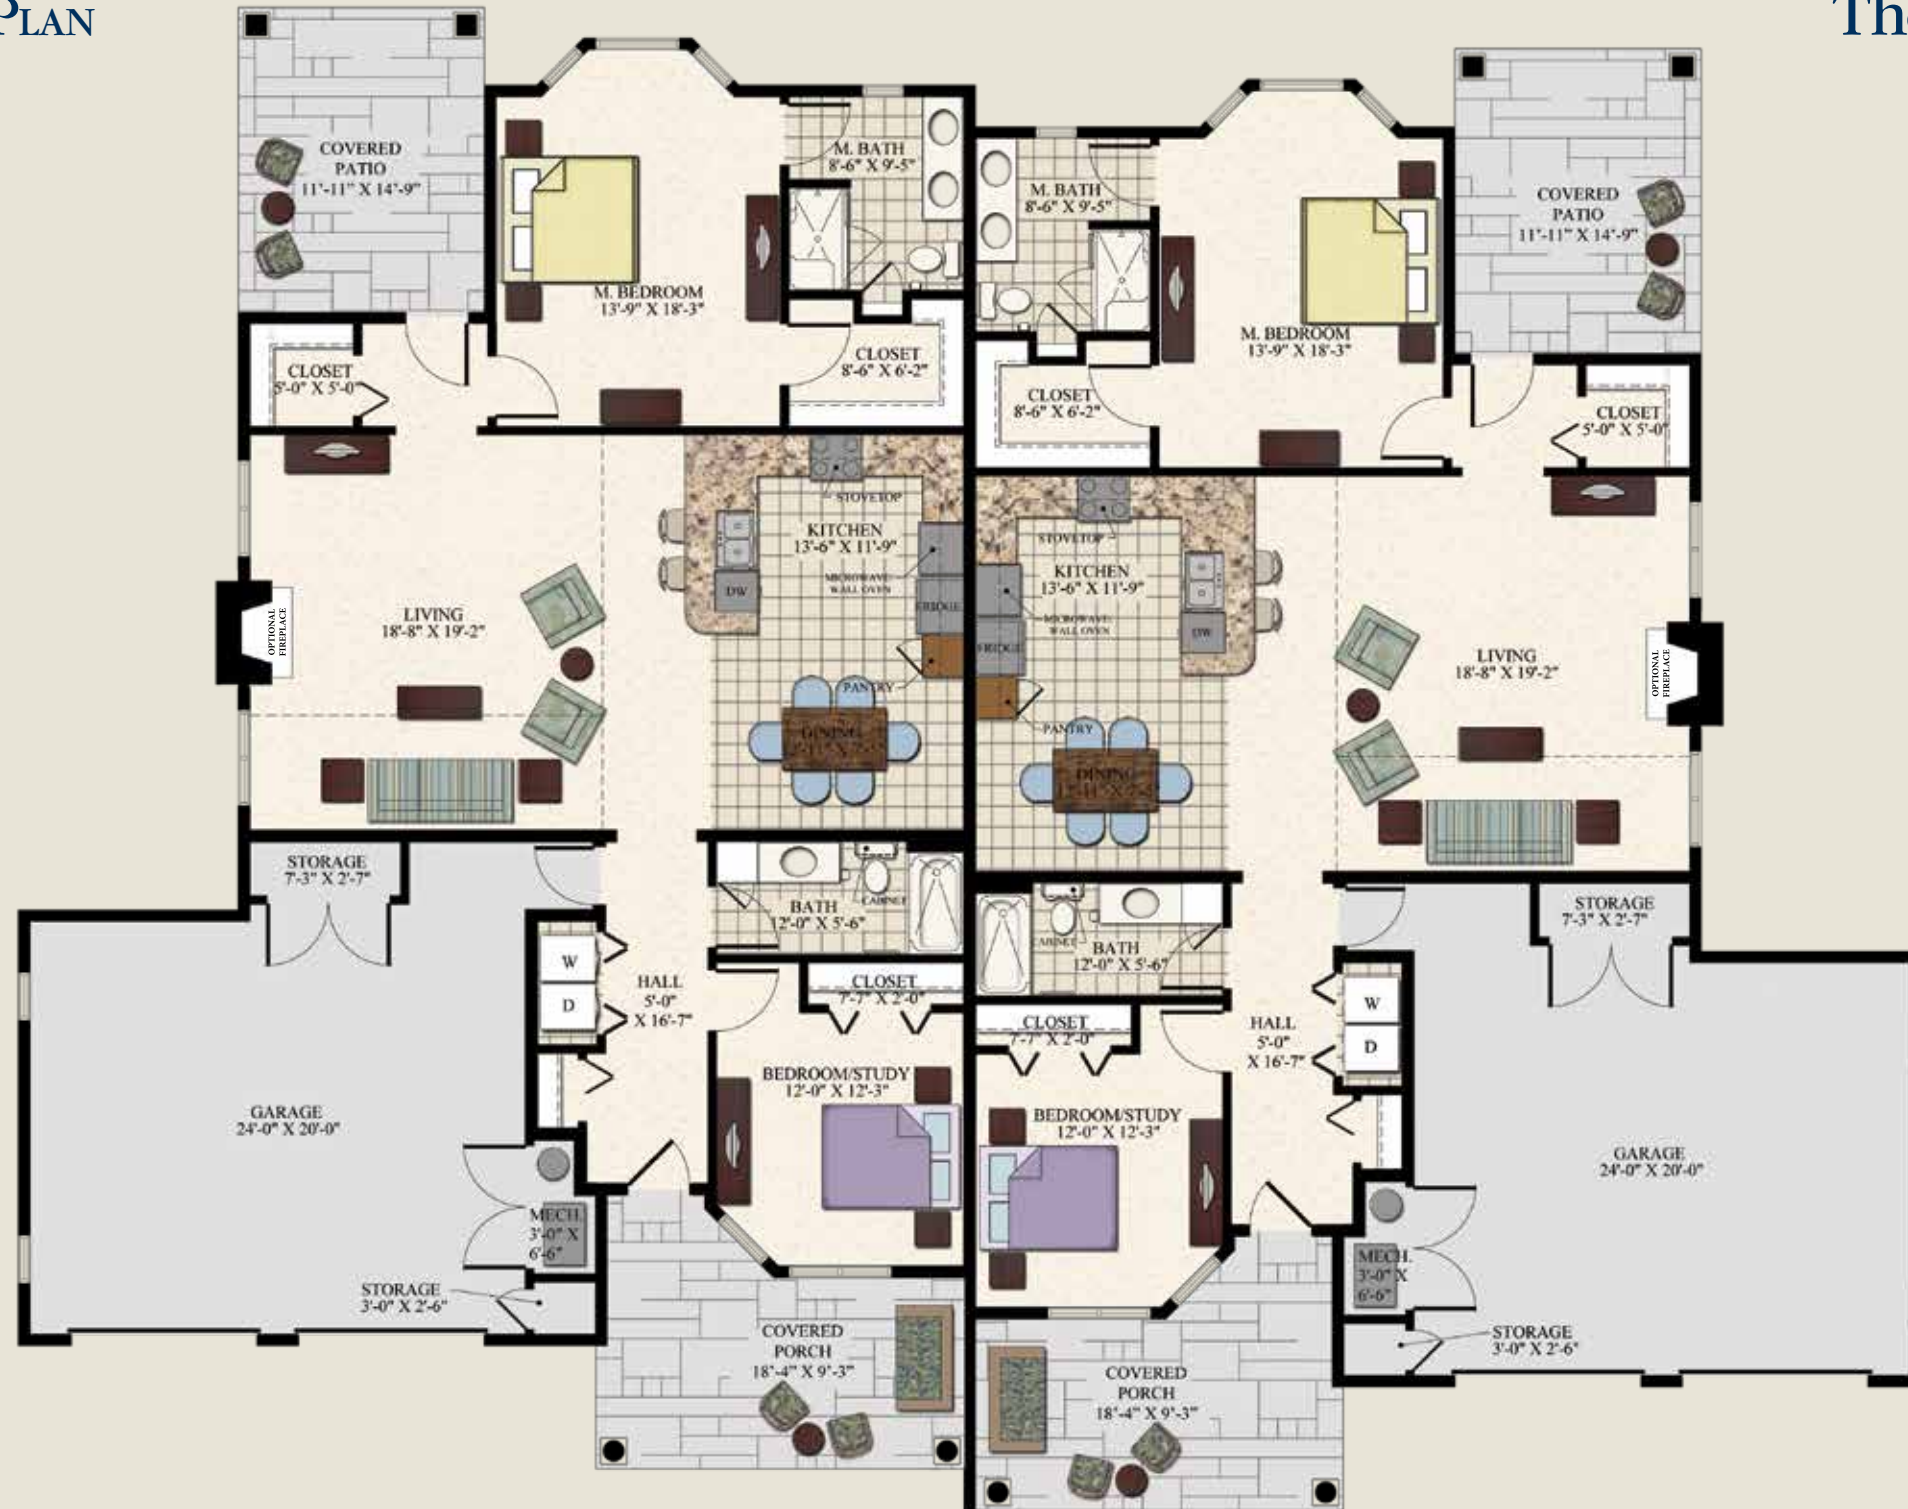 PLAN
The
COVERED
PATIO
11'-11" X 14'-9"
M. BATH
8'-6" X 9'-5"
M. BEDROOM
13'-9" X 18'-3"
CLOSET
8'-6" X 6'-2"
CLOSET
5'-0" X 5'-0"
STOVETOP
KITCHEN
13'-6" X 11'-9"
MICROWAVE/
WALL OVEN
DW
FRIDGE
PANTRY
LIVING
18'-8" X 19'-2"
OPTIONAL
FIREPLACE
DINING
STORAGE
7'-3" X 2'-7"
BATH
12'-0" X 5'-6"
CABINET
W
D
HALL
5'-0"
X 16'-7"
CLOSET
7'-7" X 2'-0"
BEDROOM/STUDY
12'-0" X 12'-3"
GARAGE
24'-0" X 20'-0"
MECH.
3'-0" X
6'-6"
STORAGE
3'-0" X 2'-6"
COVERED
PORCH
18'-4" X 9'-3"
M. BATH
8'-6" X 9'-5"
M. BEDROOM
13'-9" X 18'-3"
COVERED
PATIO
11'-11" X 14'-9"
CLOSET
8'-6" X 6'-2"
CLOSET
5'-0" X 5'-0"
STOVETOP
KITCHEN
13'-6" X 11'-9"
MICROWAVE/
WALL OVEN
DW
FRIDGE
PANTRY
LIVING
18'-8" X 19'-2"
OPTIONAL
FIREPLACE
DINING
STORAGE
7'-3" X 2'-7"
CABINET
BATH
12'-0" X 5'-6"
W
D
HALL
5'-0"
X 16'-7"
CLOSET
7'-7" X 2'-0"
BEDROOM/STUDY
12'-0" X 12'-3"
GARAGE
24'-0" X 20'-0"
MECH.
3'-0" X
6'-6"
STORAGE
3'-0" X 2'-6"
COVERED
PORCH
18'-4" X 9'-3"